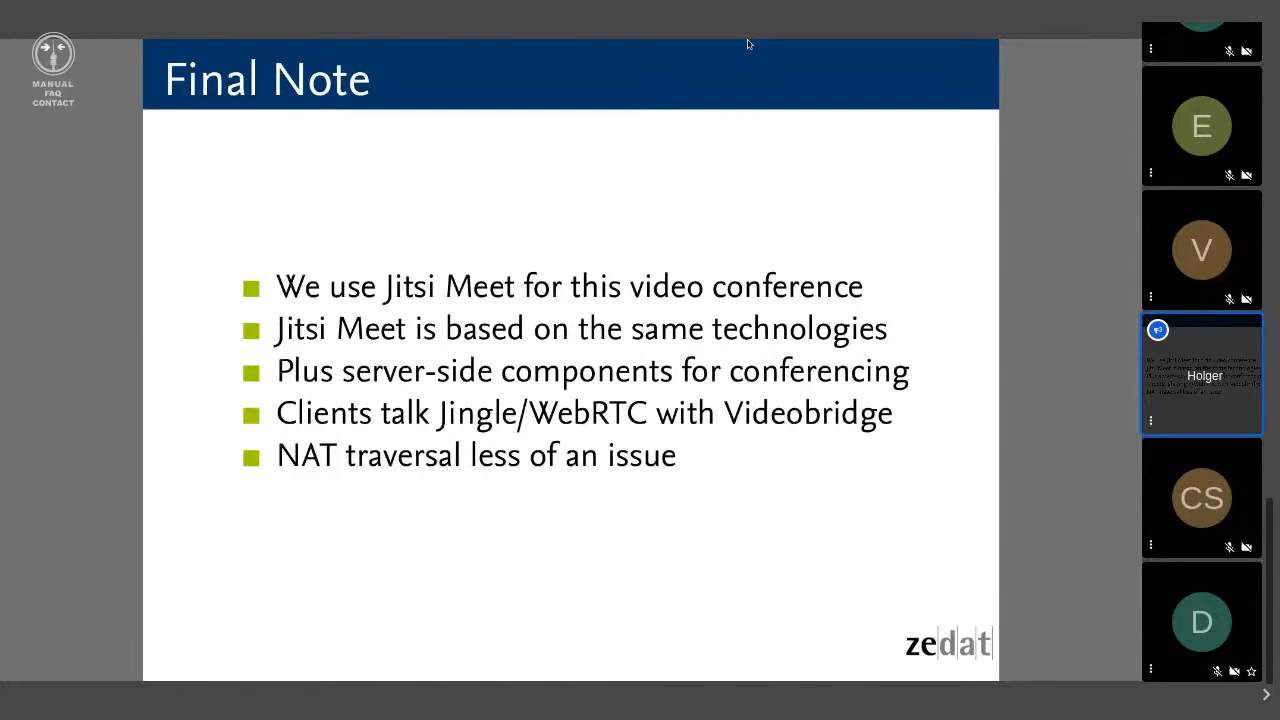 MANUAL
FAQ
CONTACT
Final Note
We use Jitsi Meet for this video conference
Jitsi Meet is based on the same technologies
Plus server-side components for conferencing
Clients talk Jingle/WebRTC with Videobridge
NAT traversal less of an issue
zedat
E
V
Holger
CS
D